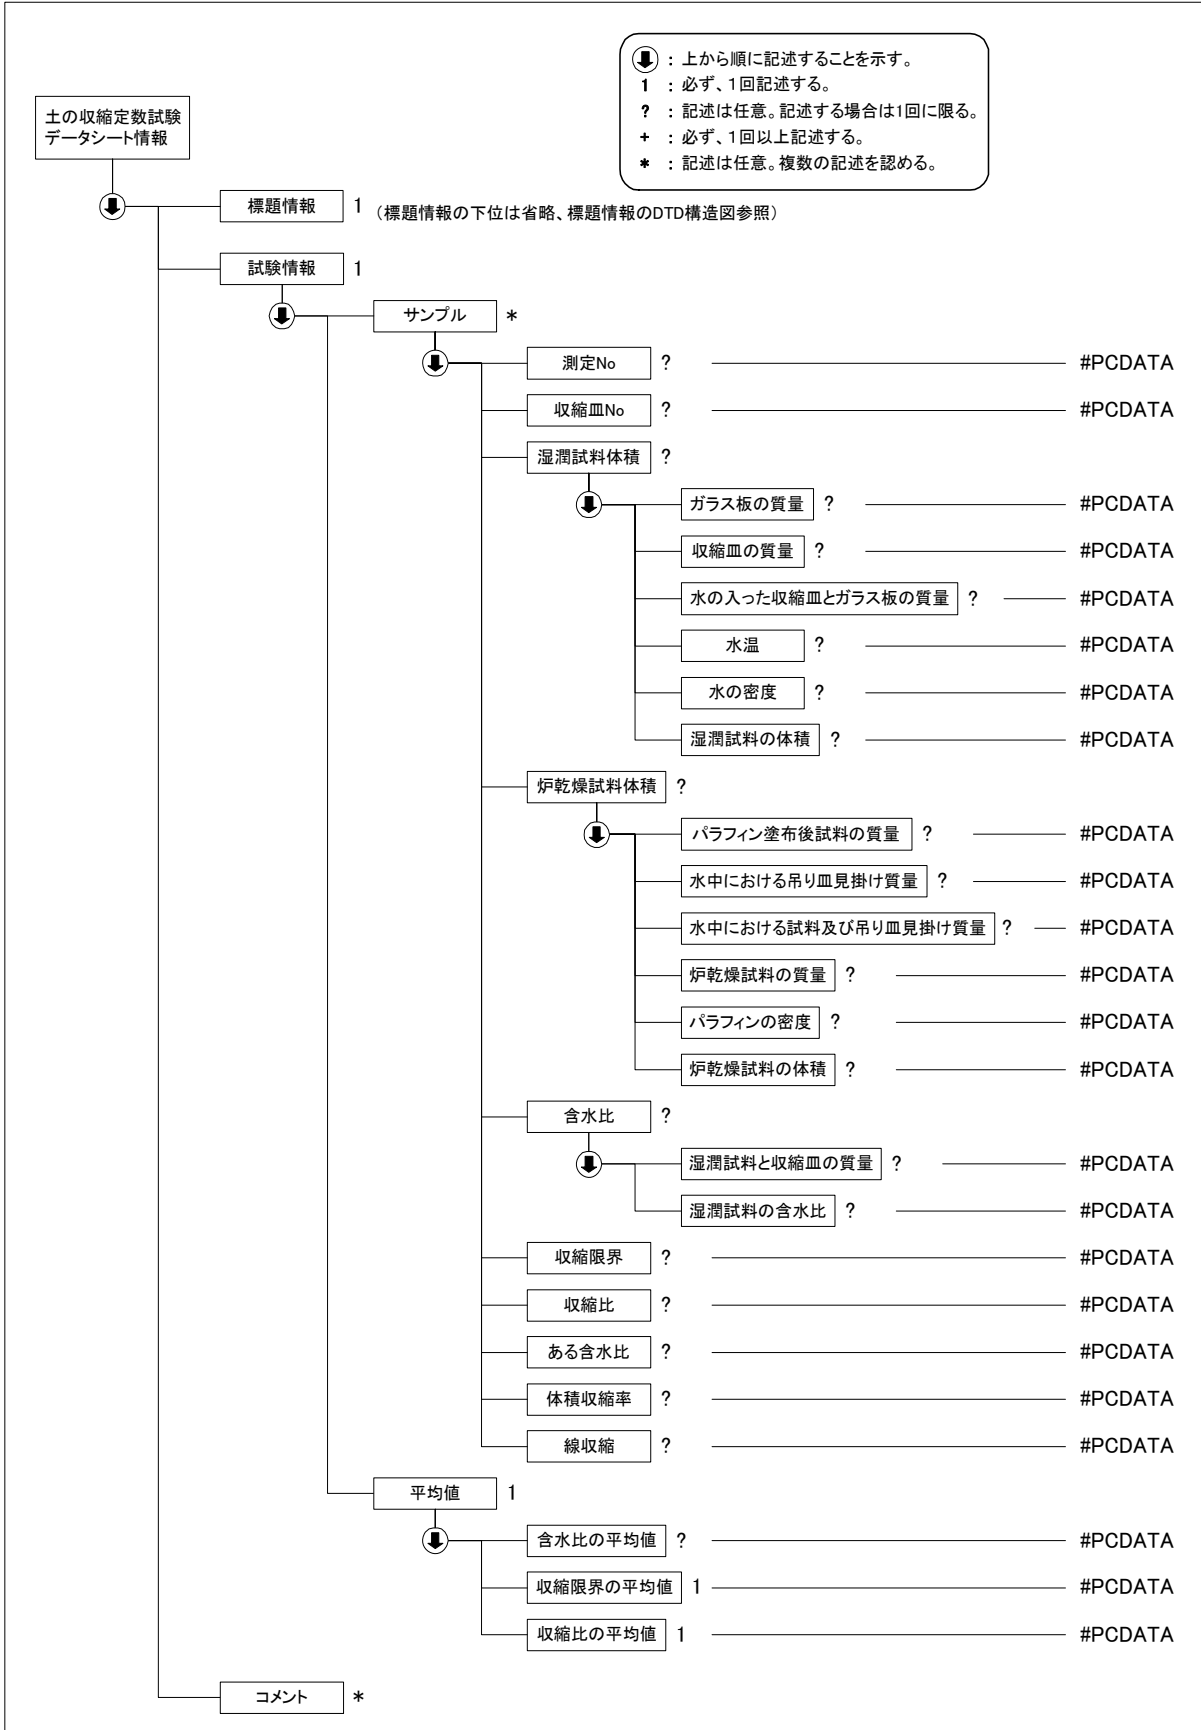 ⬇ : 上から順に記述することを示す。
1 : 必ず、1回記述する。
? : 記述は任意。記述する場合は1回に限る。
+ : 必ず、1回以上記述する。
* : 記述は任意。複数の記述を認める。
土の収縮定数試験
データシート情報
標題情報 1 (標題情報の下位は省略、標題情報のDTD構造図参照)
試験情報 1
サンプル *
測定No ? #PCDATA
収縮皿No ? #PCDATA
湿潤試料体積 ?
ガラス板の質量 ? #PCDATA
収縮皿の質量 ? #PCDATA
水の入った収縮皿とガラス板の質量 ? #PCDATA
水温 ? #PCDATA
水の密度 ? #PCDATA
湿潤試料の体積 ? #PCDATA
炉乾燥試料体積 ?
パラフィン塗布後試料の質量 ? #PCDATA
水中における吊り皿見掛け質量 ? #PCDATA
水中における試料及び吊り皿見掛け質量 ? #PCDATA
炉乾燥試料の質量 ? #PCDATA
パラフィンの密度 ? #PCDATA
炉乾燥試料の体積 ? #PCDATA
含水比 ?
湿潤試料と収縮皿の質量 ? #PCDATA
湿潤試料の含水比 ? #PCDATA
収縮限界 ? #PCDATA
収縮比 ? #PCDATA
ある含水比 ? #PCDATA
体積収縮率 ? #PCDATA
線収縮 ? #PCDATA
平均値 1
含水比の平均値 ? #PCDATA
収縮限界の平均値 1 #PCDATA
収縮比の平均値 1 #PCDATA
コメント *